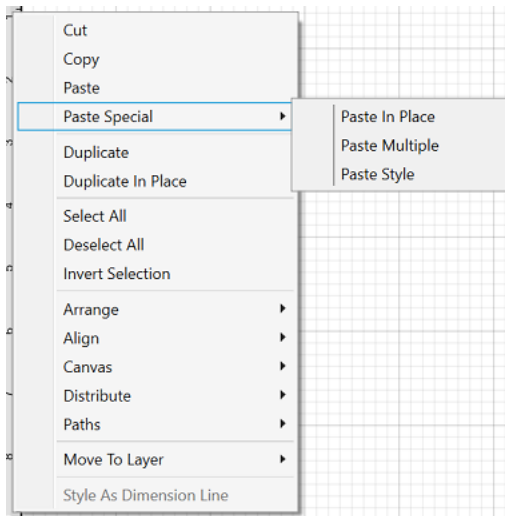 Cut
Copy
Paste
Paste Special
Paste In Place
Paste Multiple
Paste Style
Duplicate
Duplicate In Place
Select All
Deselect All
Invert Selection
Arrange
Align
Canvas
Distribute
Paths
Move To Layer
Style As Dimension Line